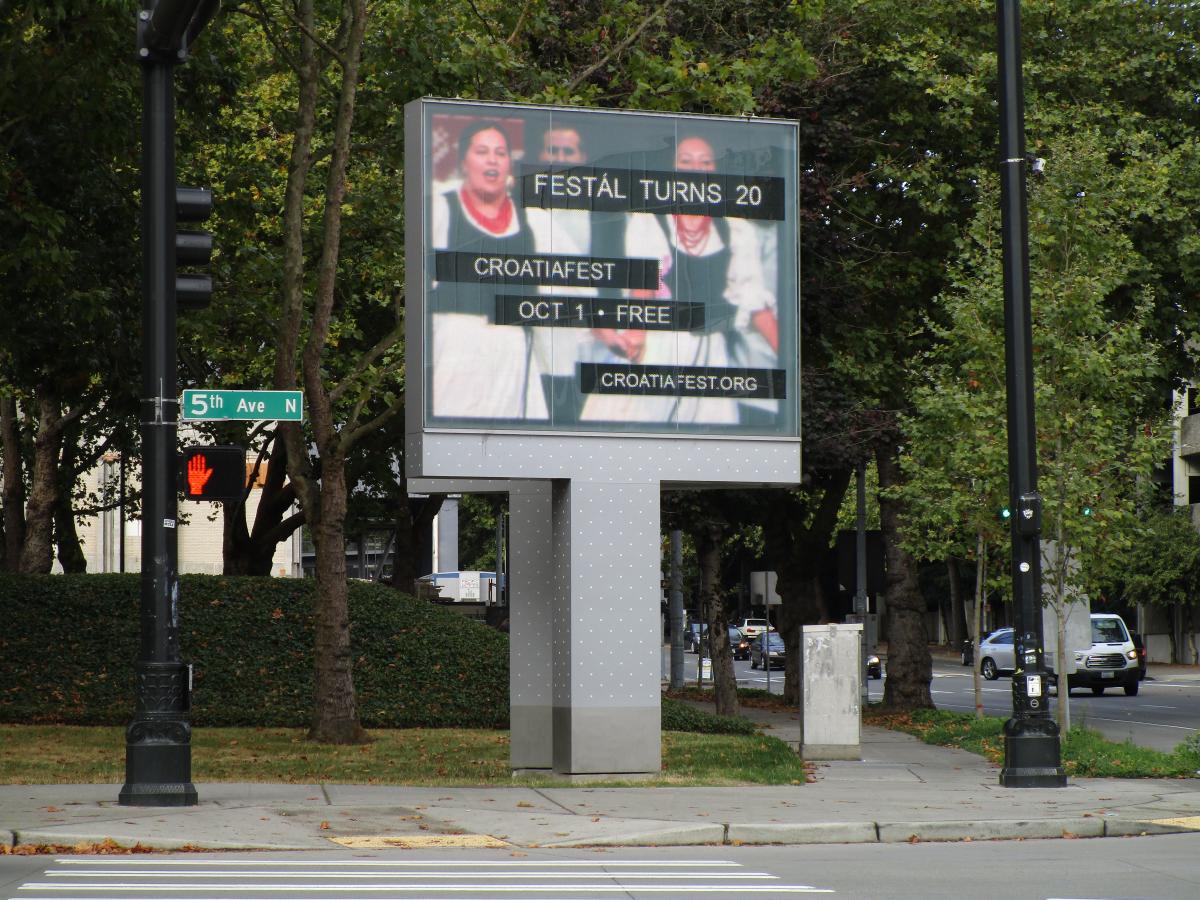 FESTÁL TURNS 20
CROATIAFEST
OCT 1 • FREE
CROATIAFEST.ORG
5th Ave N